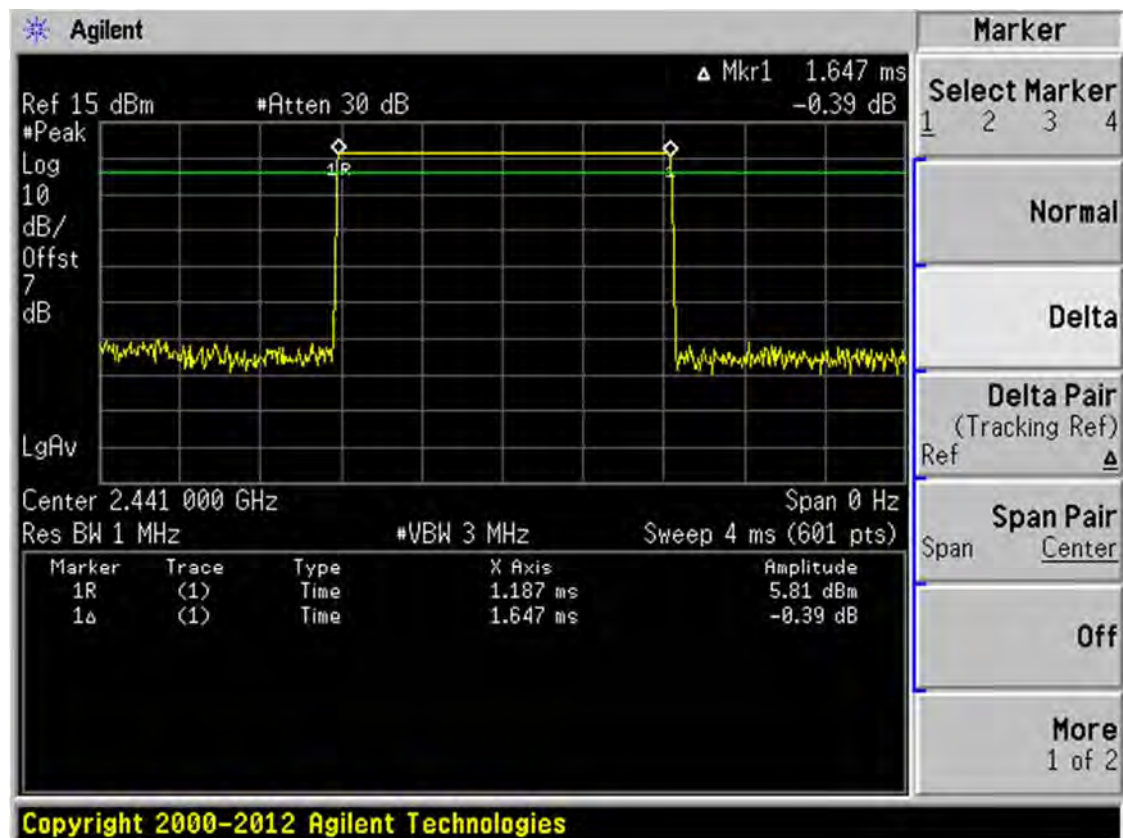 Agilent
Marker
Δ Mkr1 1.647 ms
Ref 15 dBm #Atten 30 dB -0.39 dB
#Peak
Log
10
dB/
Offst
7
dB
1R
1
LgAv
Center 2.441 000 GHz Span 0 Hz
Res BW 1 MHz #VBW 3 MHz Sweep 4 ms (601 pts)
Marker Trace Type X Axis Amplitude
1R (1) Time 1.187 ms 5.81 dBm
1Δ (1) Time 1.647 ms -0.39 dB
Select Marker
1 2 3 4
Normal
Delta
Delta Pair
(Tracking Ref)
Ref Δ
Span Pair
Span Center
Off
More
1 of 2
Copyright 2000-2012 Agilent Technologies